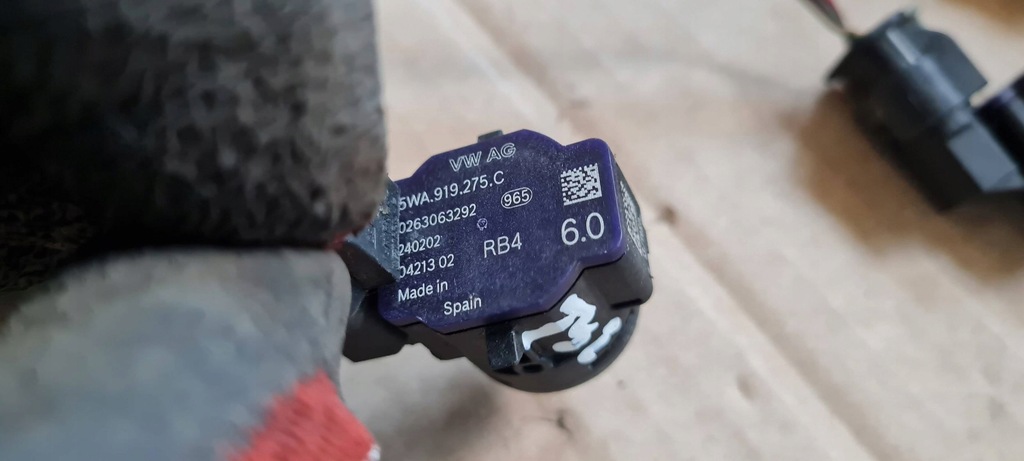 VW AG
5WA.919.275.C
0263063292
965
240202
RB4
6.0
04213 02
Made in
Spain